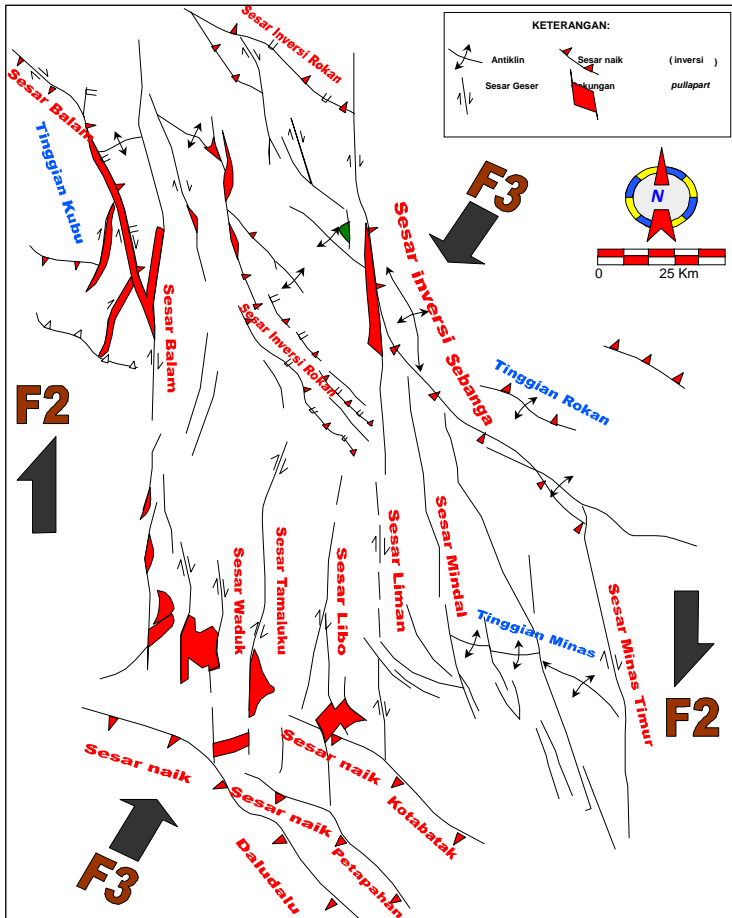 KETERANGAN:
Antiklin
Sesar naik
( inversi )
Sesar Geser
kungan
pullapart
Sesar Inversi Rokan
Sesar Balam
Tinggian Kubu
F3
N
0 25 Km
Sesar inversi Sebanga
Sesar Balam
Sesar Inversi Rokan
Tinggian Rokan
F2
Sesar Waduk
Sesar Tamaluku
Sesar Libo
Sesar Liman
Sesar Mindal
Tinggian Minas
Sesar Minas Timur
F2
Sesar naik
Daludalu
Sesar naik
Petapahan
Sesar naik
Kotabatak
F3